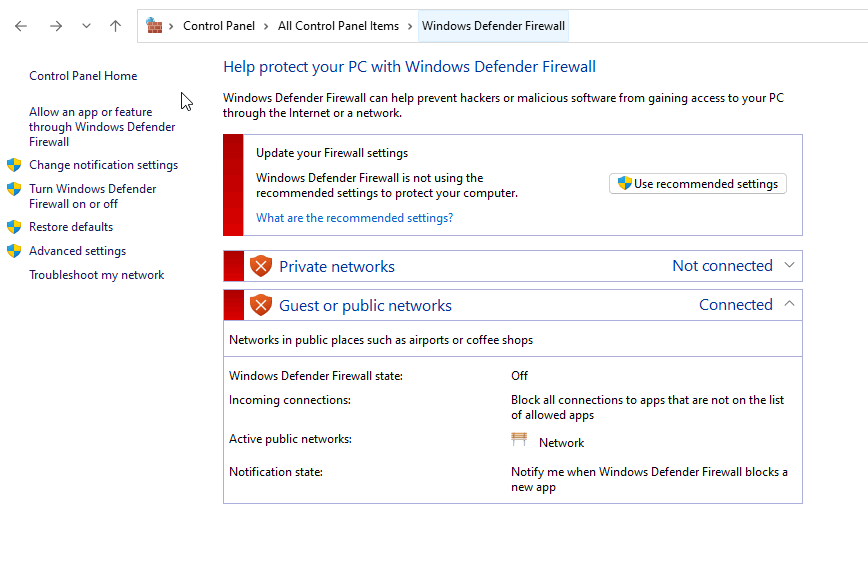 Control Panel
All Control Panel Items
Windows Defender Firewall
Control Panel Home
Allow an app or feature
through Windows Defender
Firewall
Change notification settings
Turn Windows Defender
Firewall on or off
Restore defaults
Advanced settings
Troubleshoot my network
Help protect your PC with Windows Defender Firewall
Windows Defender Firewall can help prevent hackers or malicious software from gaining access to your PC
through the Internet or a network.
Update your Firewall settings
Windows Defender Firewall is not using the
recommended settings to protect your computer.
What are the recommended settings?
Use recommended settings
Private networks
Not connected
Guest or public networks
Connected
Networks in public places such as airports or coffee shops
Windows Defender Firewall state:
Off
Incoming connections:
Block all connections to apps that are not on the list
of allowed apps
Active public networks:
Network
Notification state:
Notify me when Windows Defender Firewall blocks a
new app